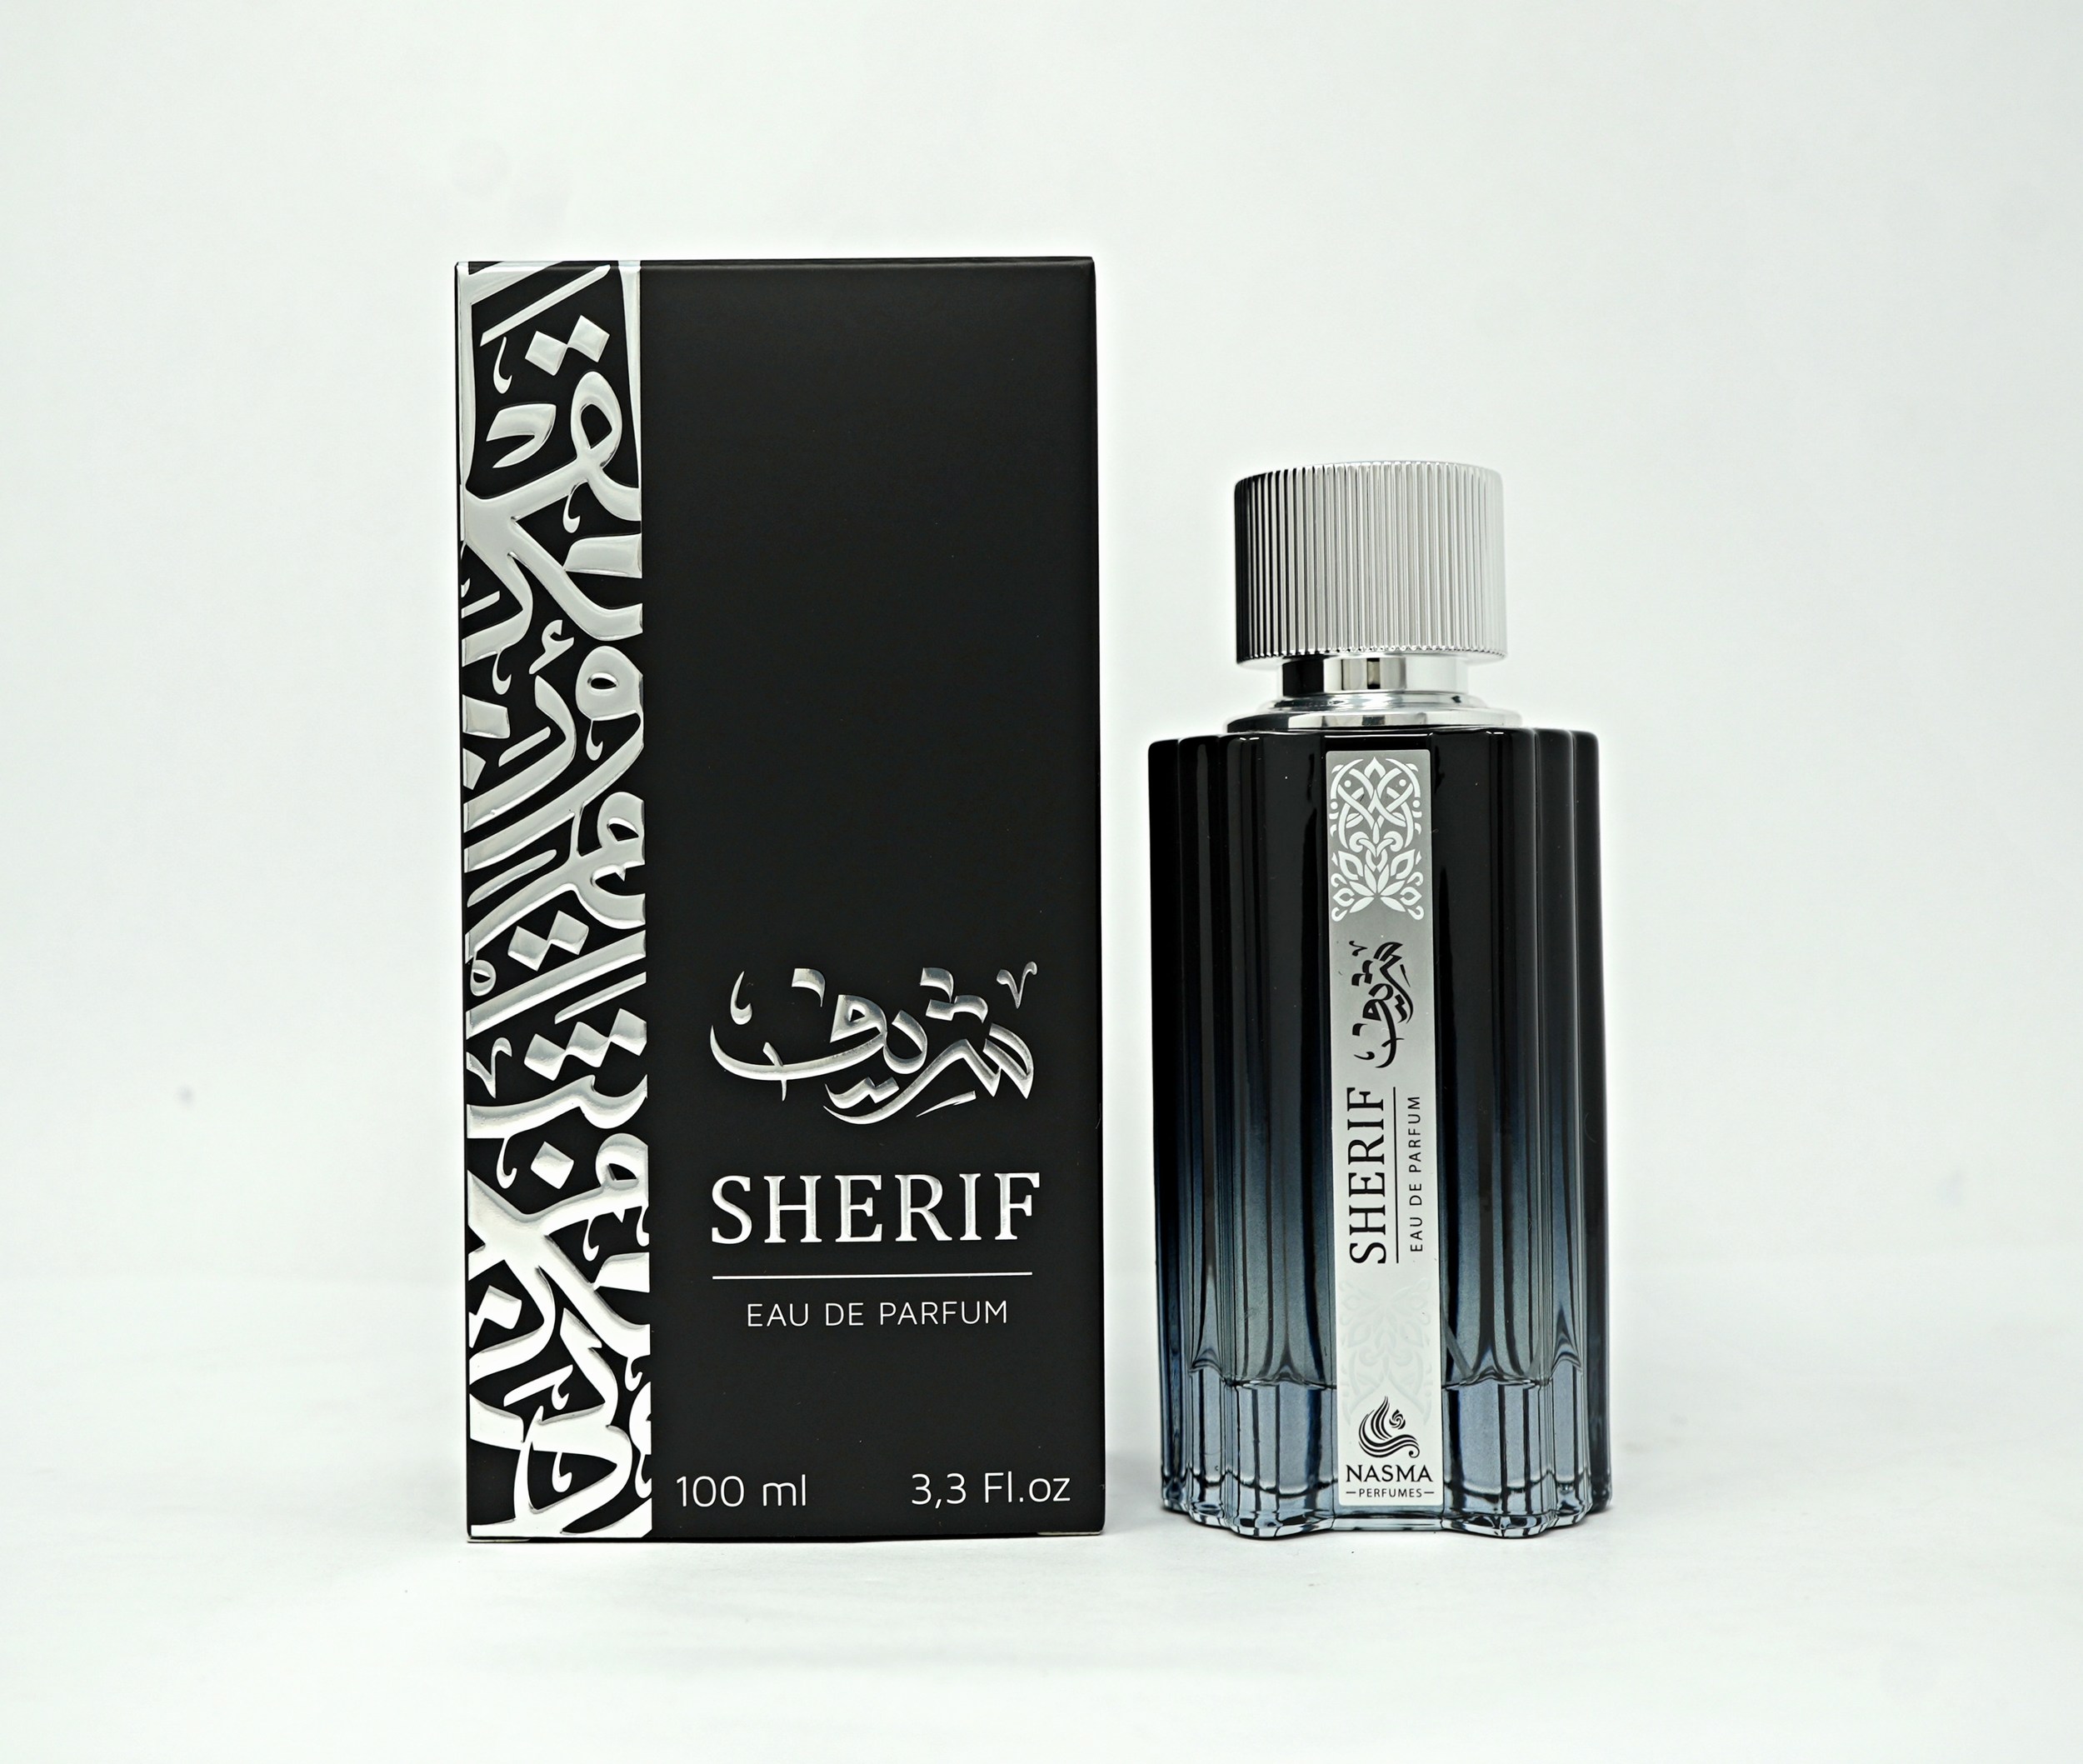 شريف
SHERIF
EAU DE PARFUM
100 ml 3,3 Fl.oz
شريف
SHERIF
EAU DE PARFUM
NASMA
PERFUMES